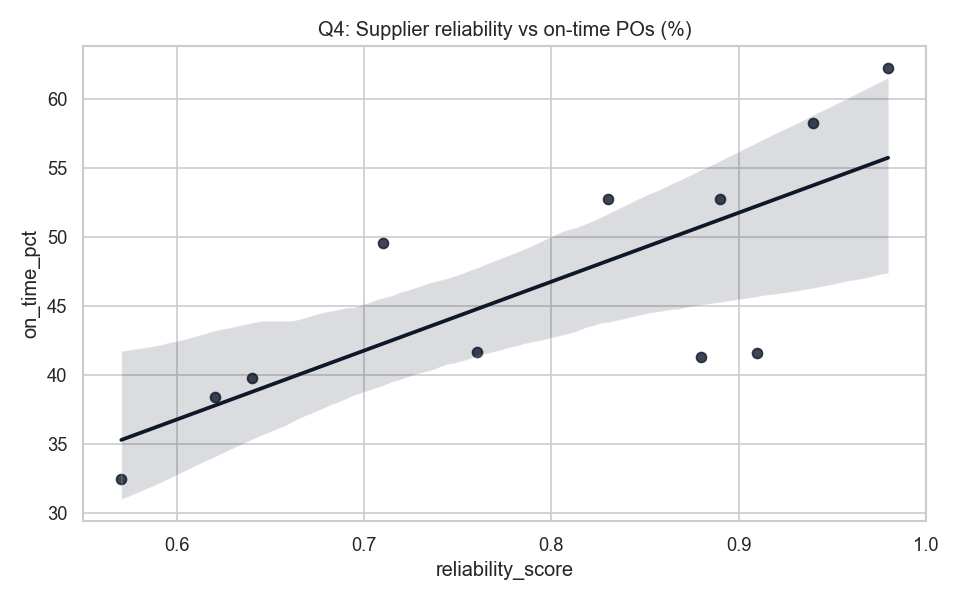 Q4: Supplier reliability vs on-time POs (%)
60
55
50
45
40
35
30
on_time_pct
0.6 0.7 0.8 0.9 1.0
reliability_score